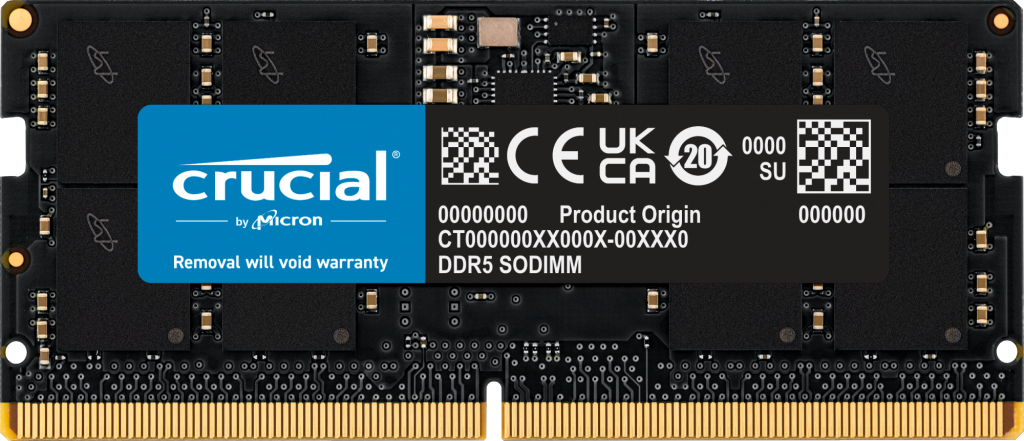 crucial®
by Micron
Removal will void warranty
CE UK CA 20
0000
SU
00000000 Product Origin
000000
CT000000XX000X-00XXX0
DDR5 SODIMM